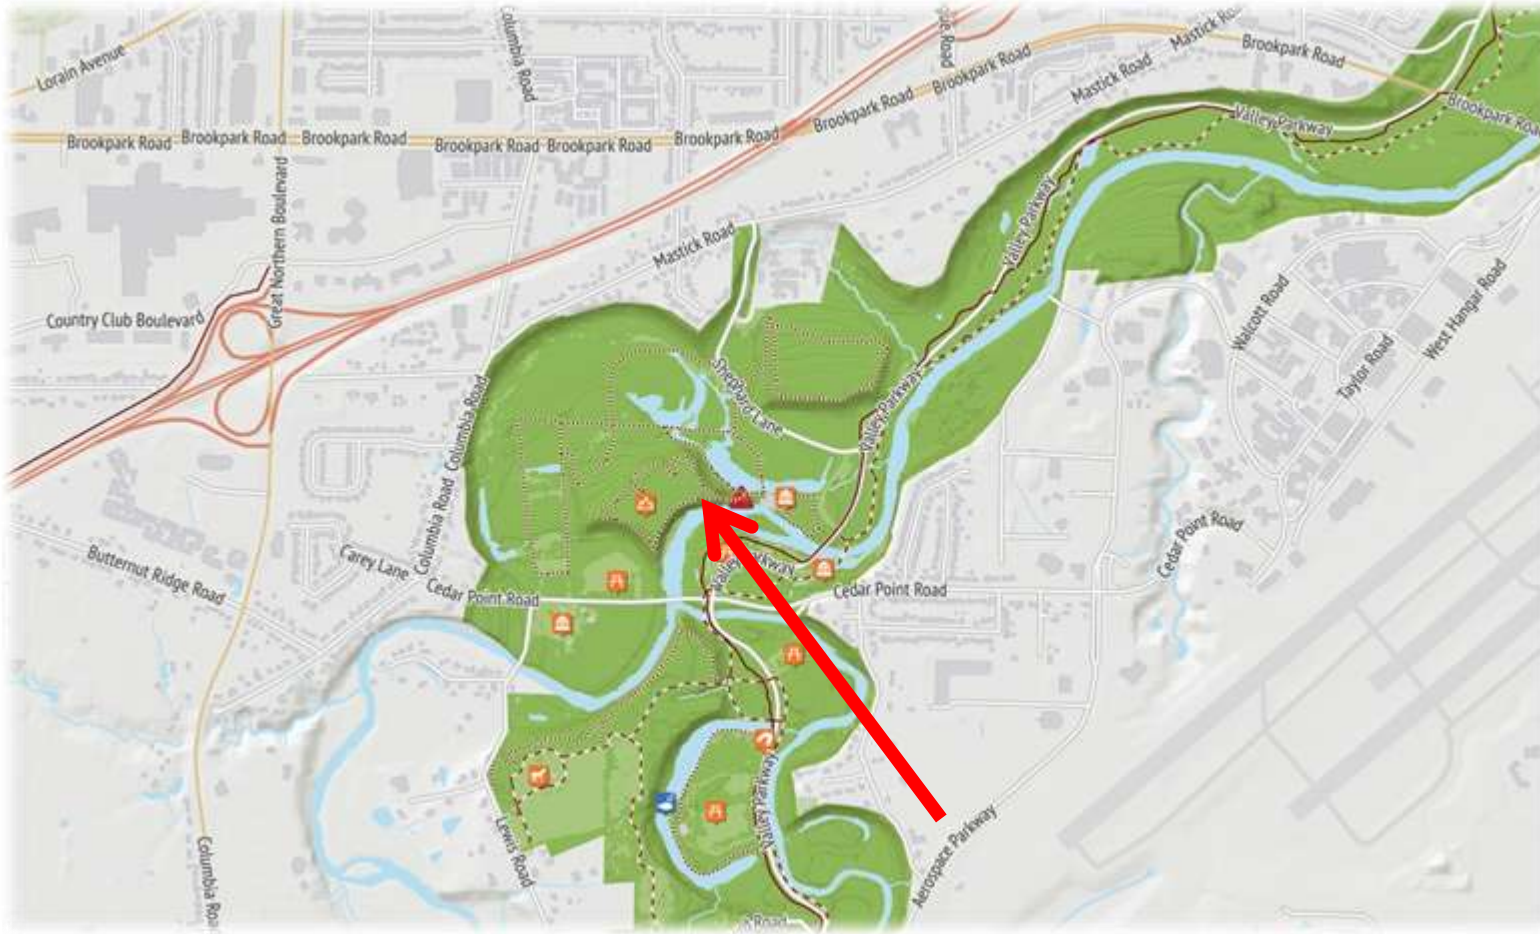 Lorain Avenue
Columbia Road
Road
Mastick
Brookpark Road
Brookpark Road
Mastick Road
Brookpark Road
Brookpark Road
Brookpark Road
Brookpark Road
Brookpark Road
Brookpark Road
Brookpark Road
Brookpark Road
Valley Parkway
Great Northern Boulevard
Valley Parkway
Mastick Road
Country Club Boulevard
Walcott Road
West Hangar Road
Taylor Road
Sheppard Lane
Valley Parkway
Columbia Road
Columbia Road
Cedar Point Road
Butternut Ridge Road
Carey Lane
Valley Parkway
Cedar Point Road
Cedar Point Road
Valley Parkway
Lewis Road
Columbia Road
Aerospace Parkway
Road